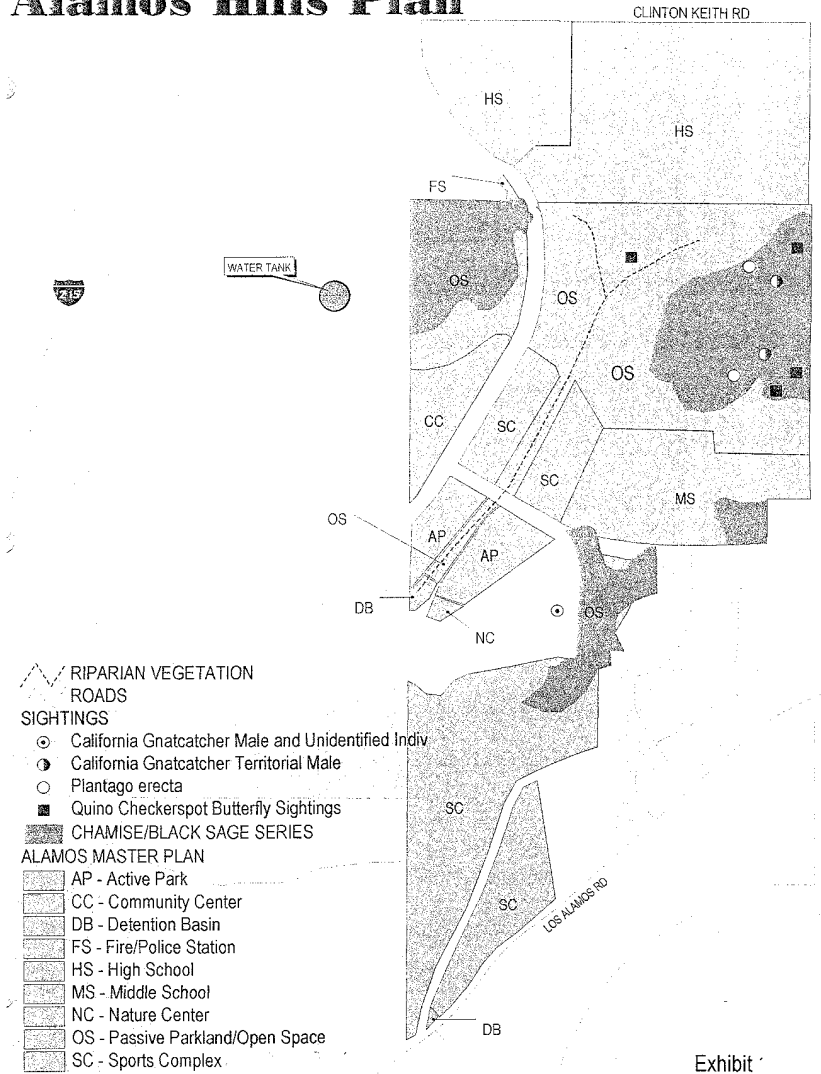 Alamos Hills Plan
CLINTON KEITH RD
HS
HS
FS
WATER TANK
215
OS
OS
OS
CC
SC
SC
MS
OS
AP
AP
DB
NC
OS
RIPARIAN VEGETATION
ROADS
SIGHTINGS
California Gnatcatcher Male and Unidentified Indiv
California Gnatcatcher Territorial Male
Plantago erecta
Quino Checkerspot Butterfly Sightings
CHAMISE/BLACK SAGE SERIES
ALAMOS MASTER PLAN
AP - Active Park
CC - Community Center
DB - Detention Basin
FS - Fire/Police Station
HS - High School
MS - Middle School
NC - Nature Center
OS - Passive Parkland/Open Space
SC - Sports Complex
SC
SC
LOS ALAMOS RD
DB
Exhibit